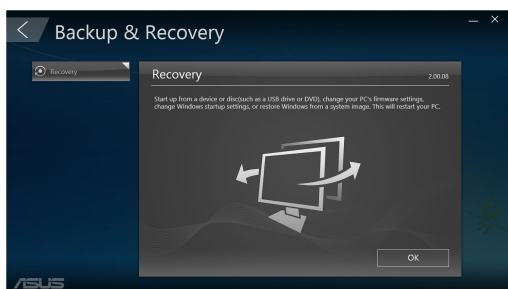 Backup & Recovery
Recovery
Recovery
2.00.08
Start up from a device or disc(such as a USB drive or DVD), change your PC's firmware settings,
change Windows startup settings, or restore Windows from a system image. This will restart your PC.
OK
ASUS